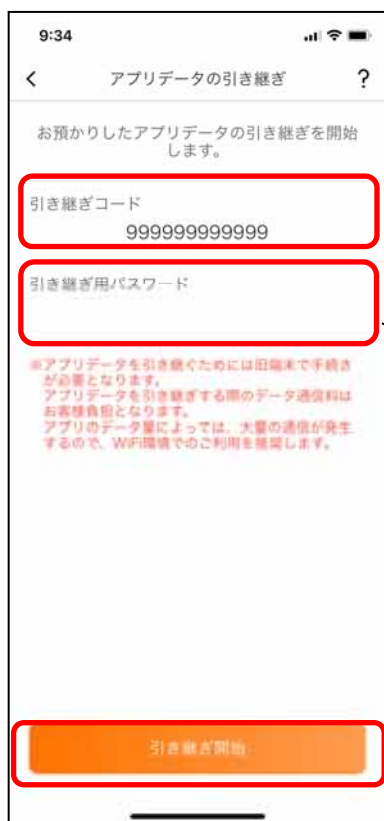 9:34
アプリデータの引き継ぎ ?
お預かりしたアプリデータの引き継ぎを開始
します。
引き継ぎコード
999999999999
引き継ぎ用パスワード
※アプリデータを引き継ぐためには旧端末で手続き
が必要となります。
アプリデータを引き継ぎする際のデータ通信料は
お客様負担となります。
アプリのデータ量によっては、大量の通信が発生
するので、WiFi環境でのご利用を推奨します。
引き継ぎ開始